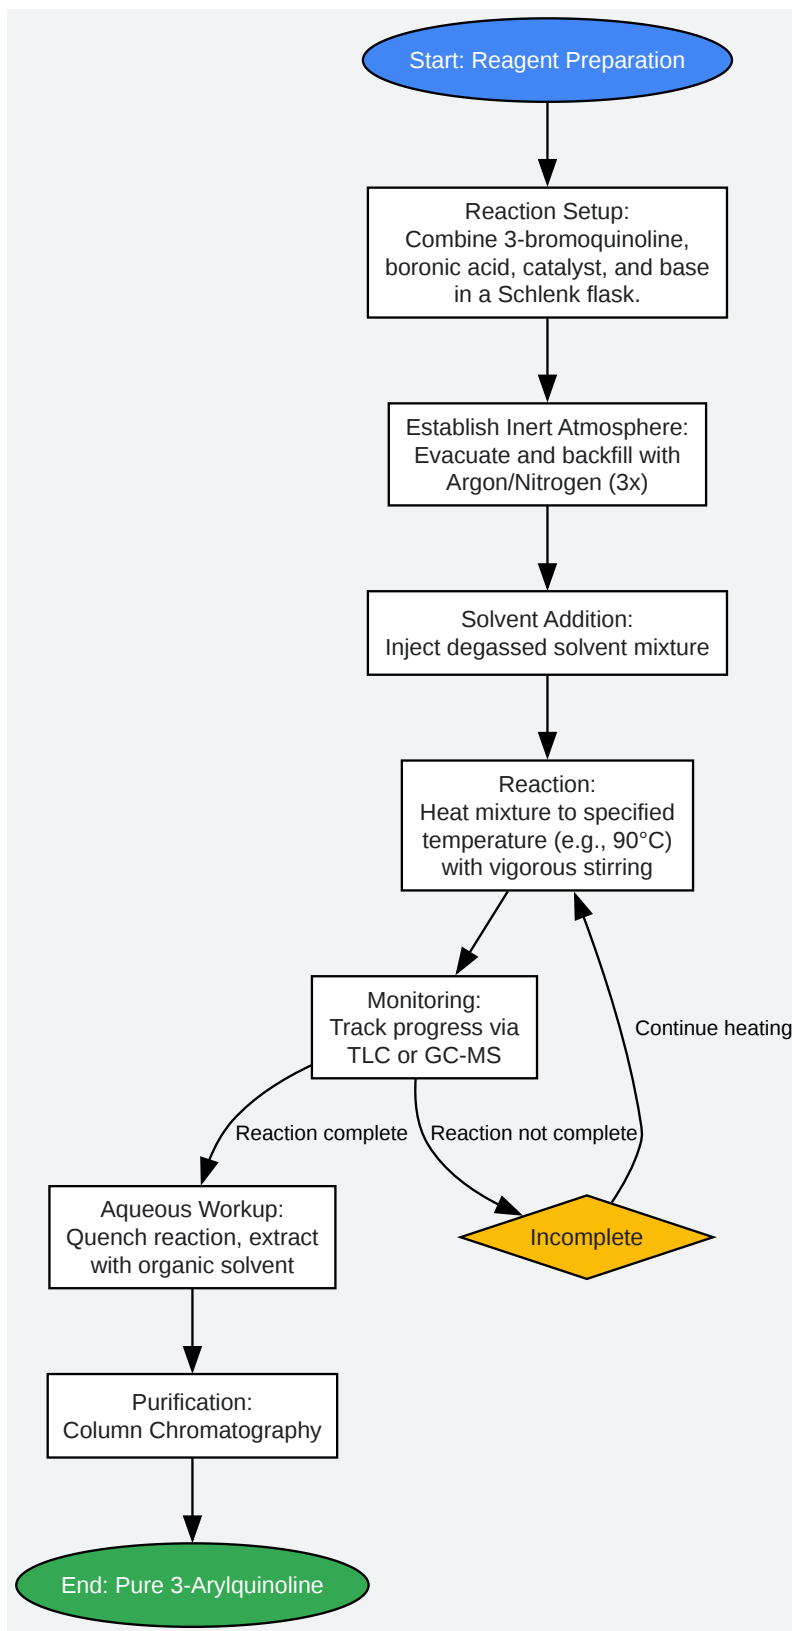 Start: Reagent Preparation
Reaction Setup:
Combine 3-bromoquinoline,
boronic acid, catalyst, and base
in a Schlenk flask.
Establish Inert Atmosphere:
Evacuate and backfill with
Argon/Nitrogen (3x)
Solvent Addition:
Inject degassed solvent mixture
Reaction:
Heat mixture to specified
temperature (e.g., 90°C)
with vigorous stirring
Monitoring:
Track progress via
TLC or GC-MS
Continue heating
Reaction complete
Reaction not complete
Aqueous Workup:
Quench reaction, extract
with organic solvent
Incomplete
Purification:
Column Chromatography
End: Pure 3-Arylquinoline